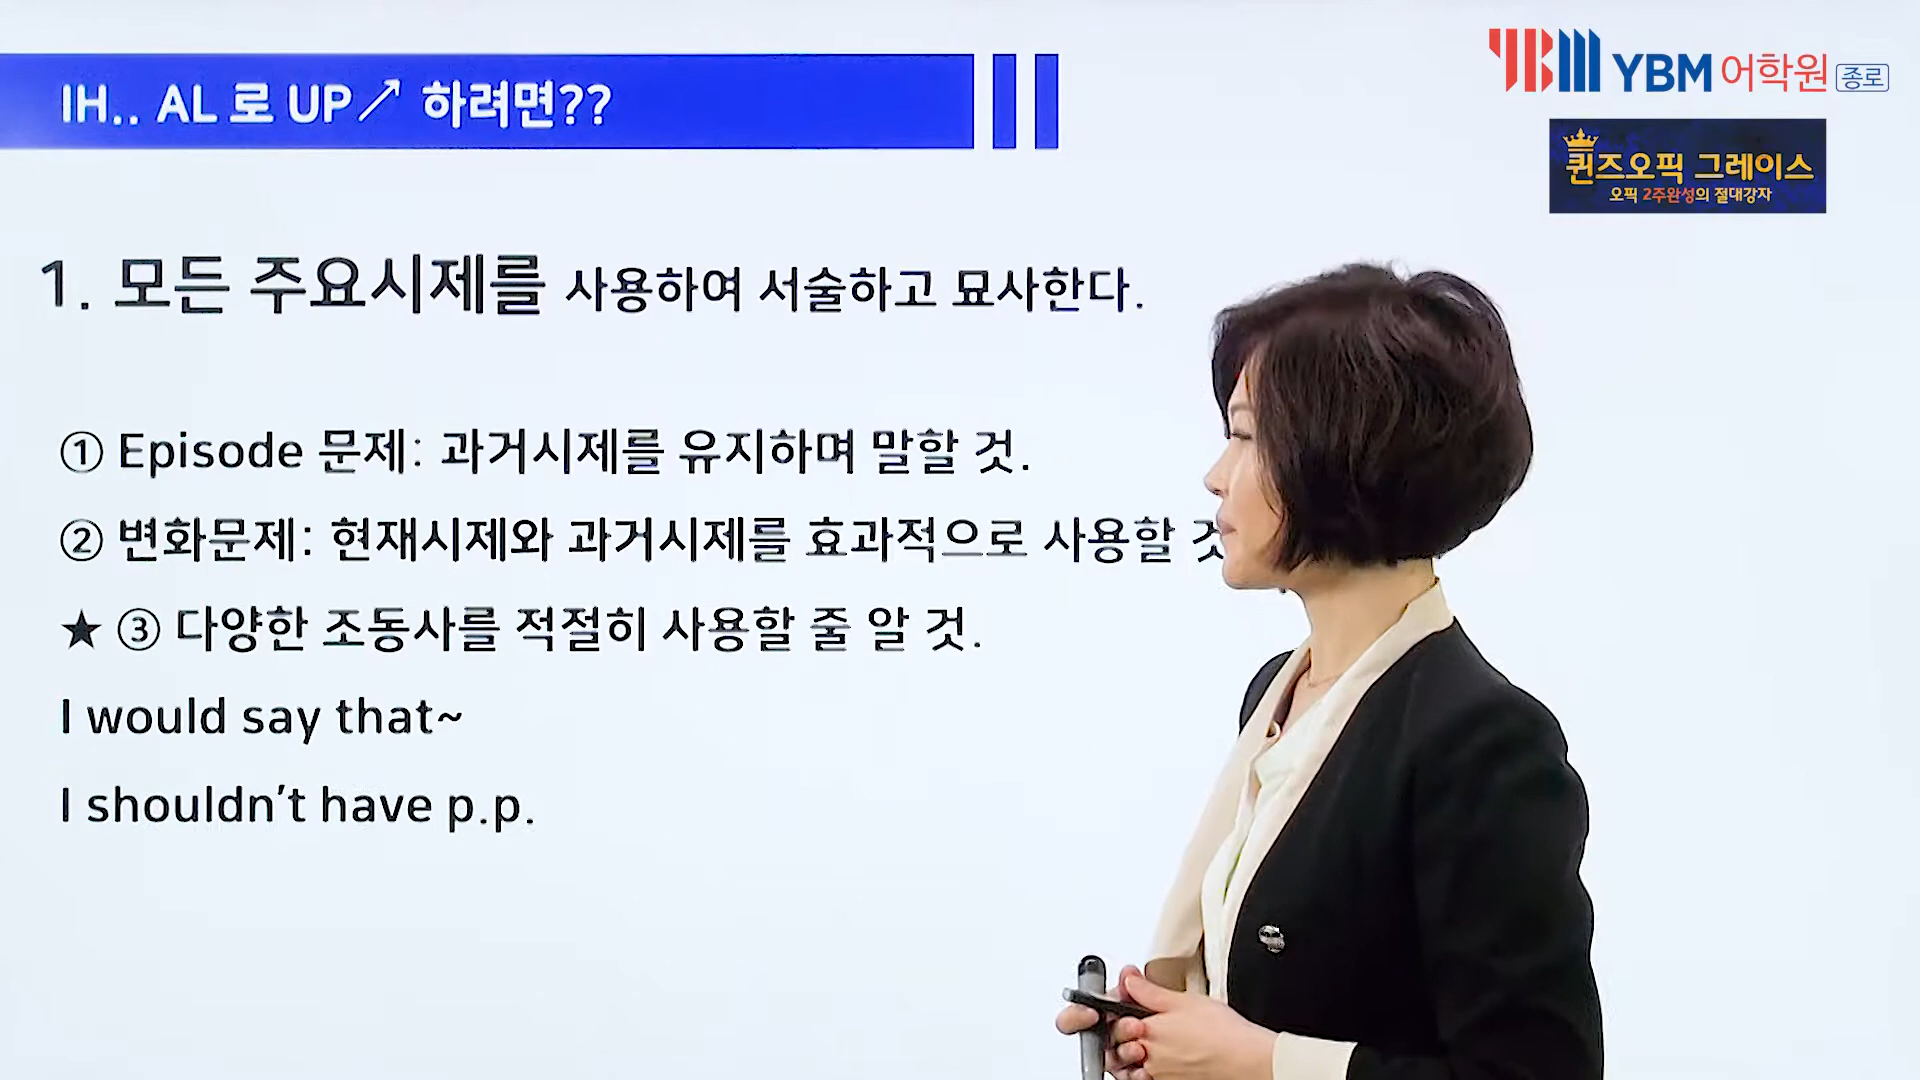 IH.. AL 로 UP↗ 하려면??
YBM YBM 어학원 종로
퀸즈오픽 그레이스
오픽 2주완성의 절대강자
1. 모든 주요시제를 사용하여 서술하고 묘사한다.
① Episode 문제: 과거시제를 유지하며 말할 것.
② 변화문제: 현재시제와 과거시제를 효과적으로 사용할
★ ③ 다양한 조동사를 적절히 사용할 줄 알 것.
I would say that~
I shouldn't have p.p.